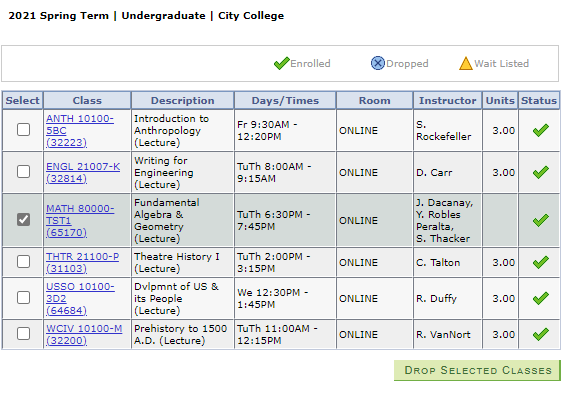 2021 Spring Term | Undergraduate | City College
Enrolled Dropped Wait Listed
Select Class Description Days/Times Room Instructor Units Status
ANTH 10100-5BC (32223) Introduction to Anthropology (Lecture) Fr 9:30AM - 12:20PM ONLINE S. Rockefeller 3.00
ENGL 21007-K (32814) Writing for Engineering (Lecture) TuTh 8:00AM - 9:15AM ONLINE D. Carr 3.00
MATH 80000-TST1 (65170) Fundamental Algebra & Geometry (Lecture) TuTh 6:30PM - 7:45PM ONLINE J. Dacanay, Y. Robles Peralta, S. Thacker
THTR 21100-P (31103) Theatre History I (Lecture) TuTh 2:00PM - 3:15PM ONLINE C. Talton 3.00
USSO 10100-3D2 (64684) Dvlpmnt of US & its People (Lecture) We 12:30PM - 1:45PM ONLINE R. Duffy 3.00
WCIV 10100-M (32200) Prehistory to 1500 A.D. (Lecture) TuTh 11:00AM - 12:15PM ONLINE R. VanNort 3.00
DROP SELECTED CLASSES